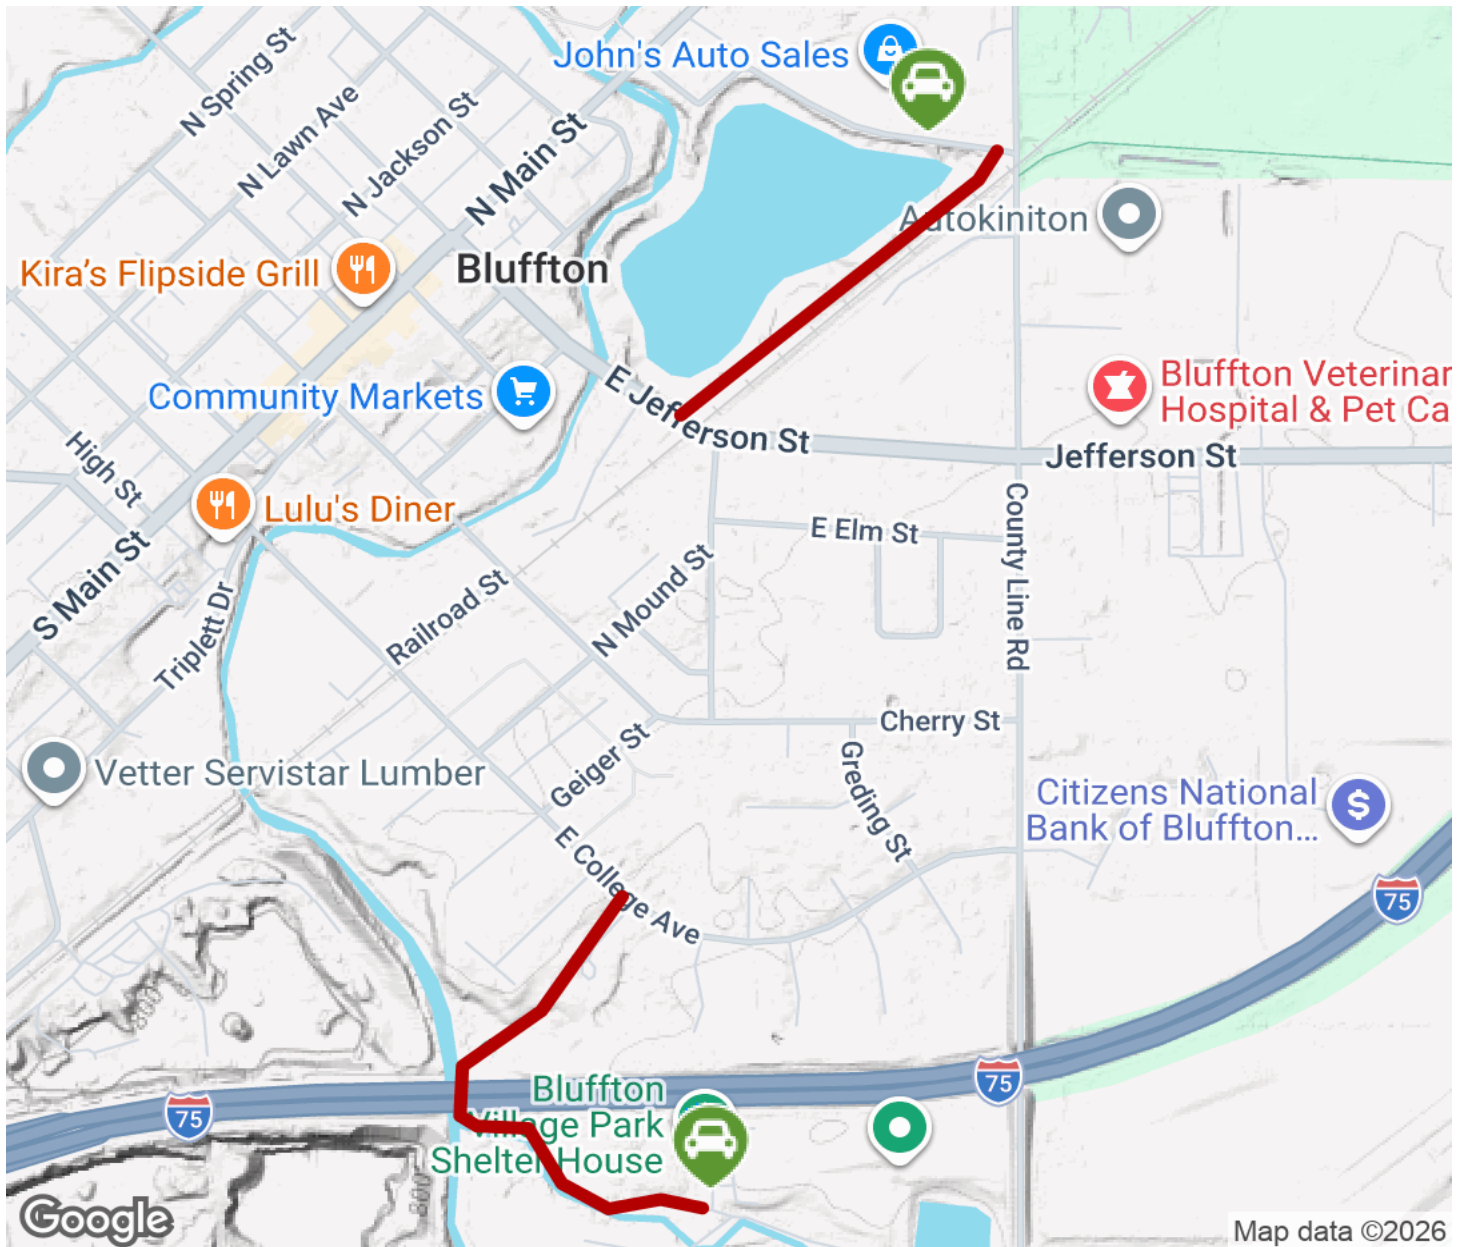 John's Auto Sales
N Spring St
N Lawn Ave
N Jackson St
N Main St
Autokiniton
Kira's Flipside Grill
Bluffton
Community Markets
E Jefferson St
Bluffton Veterinar
Hospital & Pet Ca
Jefferson St
High St
Lulu's Diner
County Line Rd
E Elm St
S Main St
Triplett Dr
Railroad St
N Mound St
Cherry St
Geiger St
Greding St
Vetter Servistar Lumber
Citizens National
Bank of Bluffton...
$
E College Ave
75
75
75
Bluffton
Village Park
Shelter House
800
Google
Map data ©2026